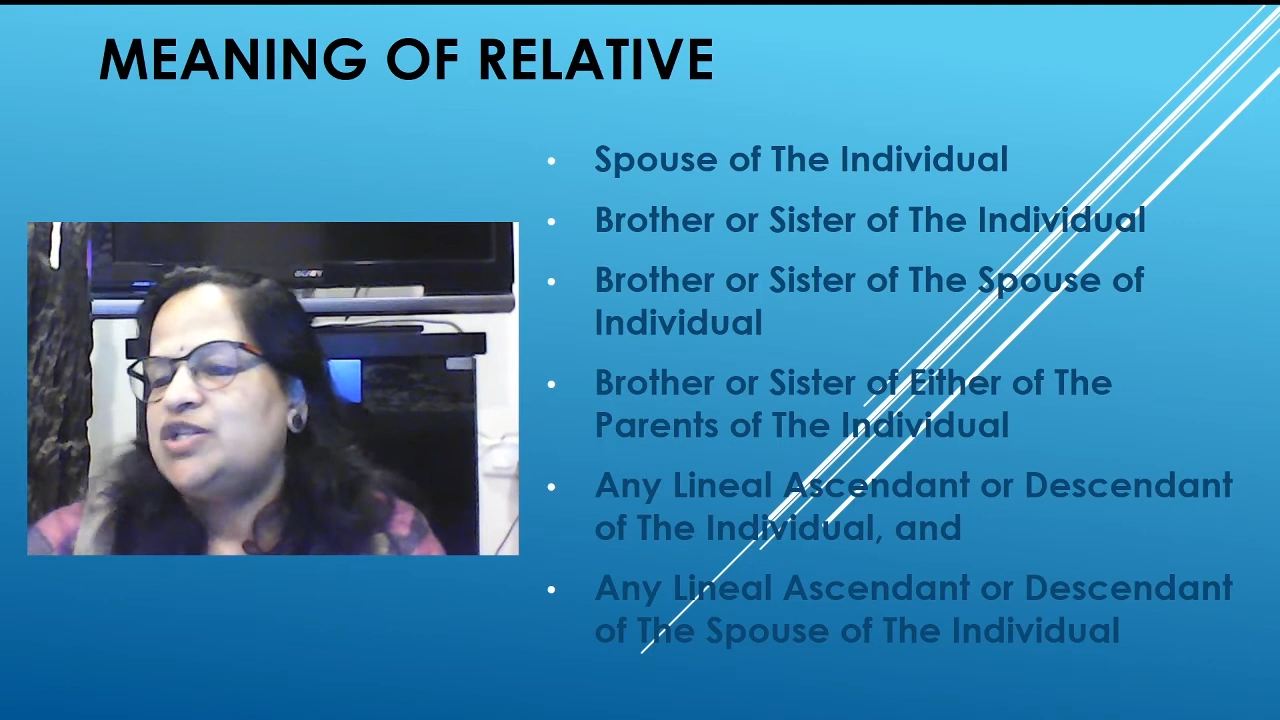 MEANING OF RELATIVE
• Spouse of The Individual
• Brother or Sister of The Individual
• Brother or Sister of The Spouse of
Individual
• Brother or Sister of Either of The
Parents of The Individual
• Any Lineal Ascendant or Descendant
of The Individual, and
• Any Lineal Ascendant or Descendant
of The Spouse of The Individual